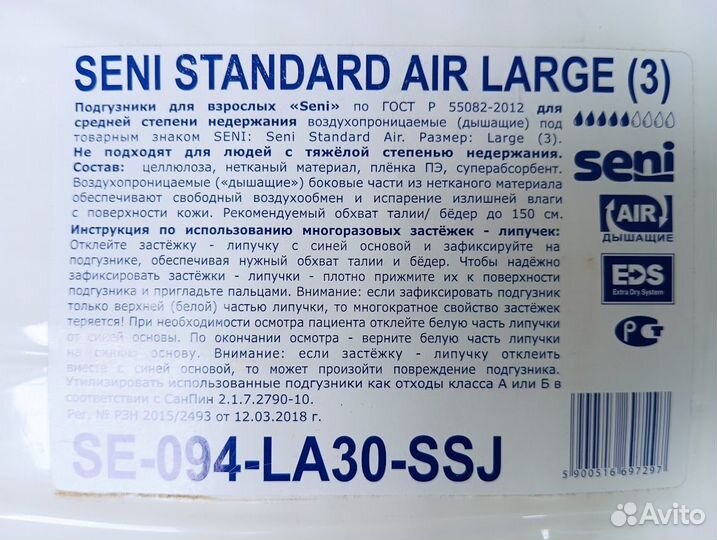 SENI STANDARD AIR LARGE (3)
Подгузники для взрослых «Seni» по ГОСТ Р 55082-2012 для
средней степени недержания воздухопроницаемые (дышащие) под
товарным знаком SENI: Seni Standard Air. Размер: Large (3).
Не подходят для людей с тяжёлой степенью недержания.
Состав: целлюлоза, нетканый материал, плёнка ПЭ, суперабсорбент.
Воздухопроницаемые («дышащие») боковые части из нетканого материала
обеспечивают свободный воздухообмен и испарение излишней влаги
с поверхности кожи. Рекомендуемый обхват талии/ бёдер до 150 см.
Инструкция по использованию многоразовых застёжек - липучек:
Отклейте застёжку - липучку с синей основой и зафиксируйте на
подгузнике, обеспечивая нужный обхват талии и бёдер. Чтобы надёжно
зафиксировать застёжки - липучки - плотно прижмите их к поверхности
подгузника и пригладьте пальцами. Внимание: если зафиксировать подгузник
только верхней (белой) частью липучки, то многократное свойство застёжек
теряется! При необходимости осмотра пациента отклейте белую часть липучки
от синей основы. По окончании осмотра - верните белую часть липучки
на синюю основу. Внимание: если застёжку - липучку отклеить
вместе с синей основой, то может произойти повреждение подгузника.
Утилизировать использованные подгузники как отходы класса А или Б в
соответствии с СанПин 2.1.7.2790-10.
Рег. № РЗН 2015/2493 от 12.03.2018 г.
SE-094-LA30-SSJ
seni
AIR
ДЫШАЩИЕ
EDS
Extra Dry System
РСТ
5 900516 697297
Avito